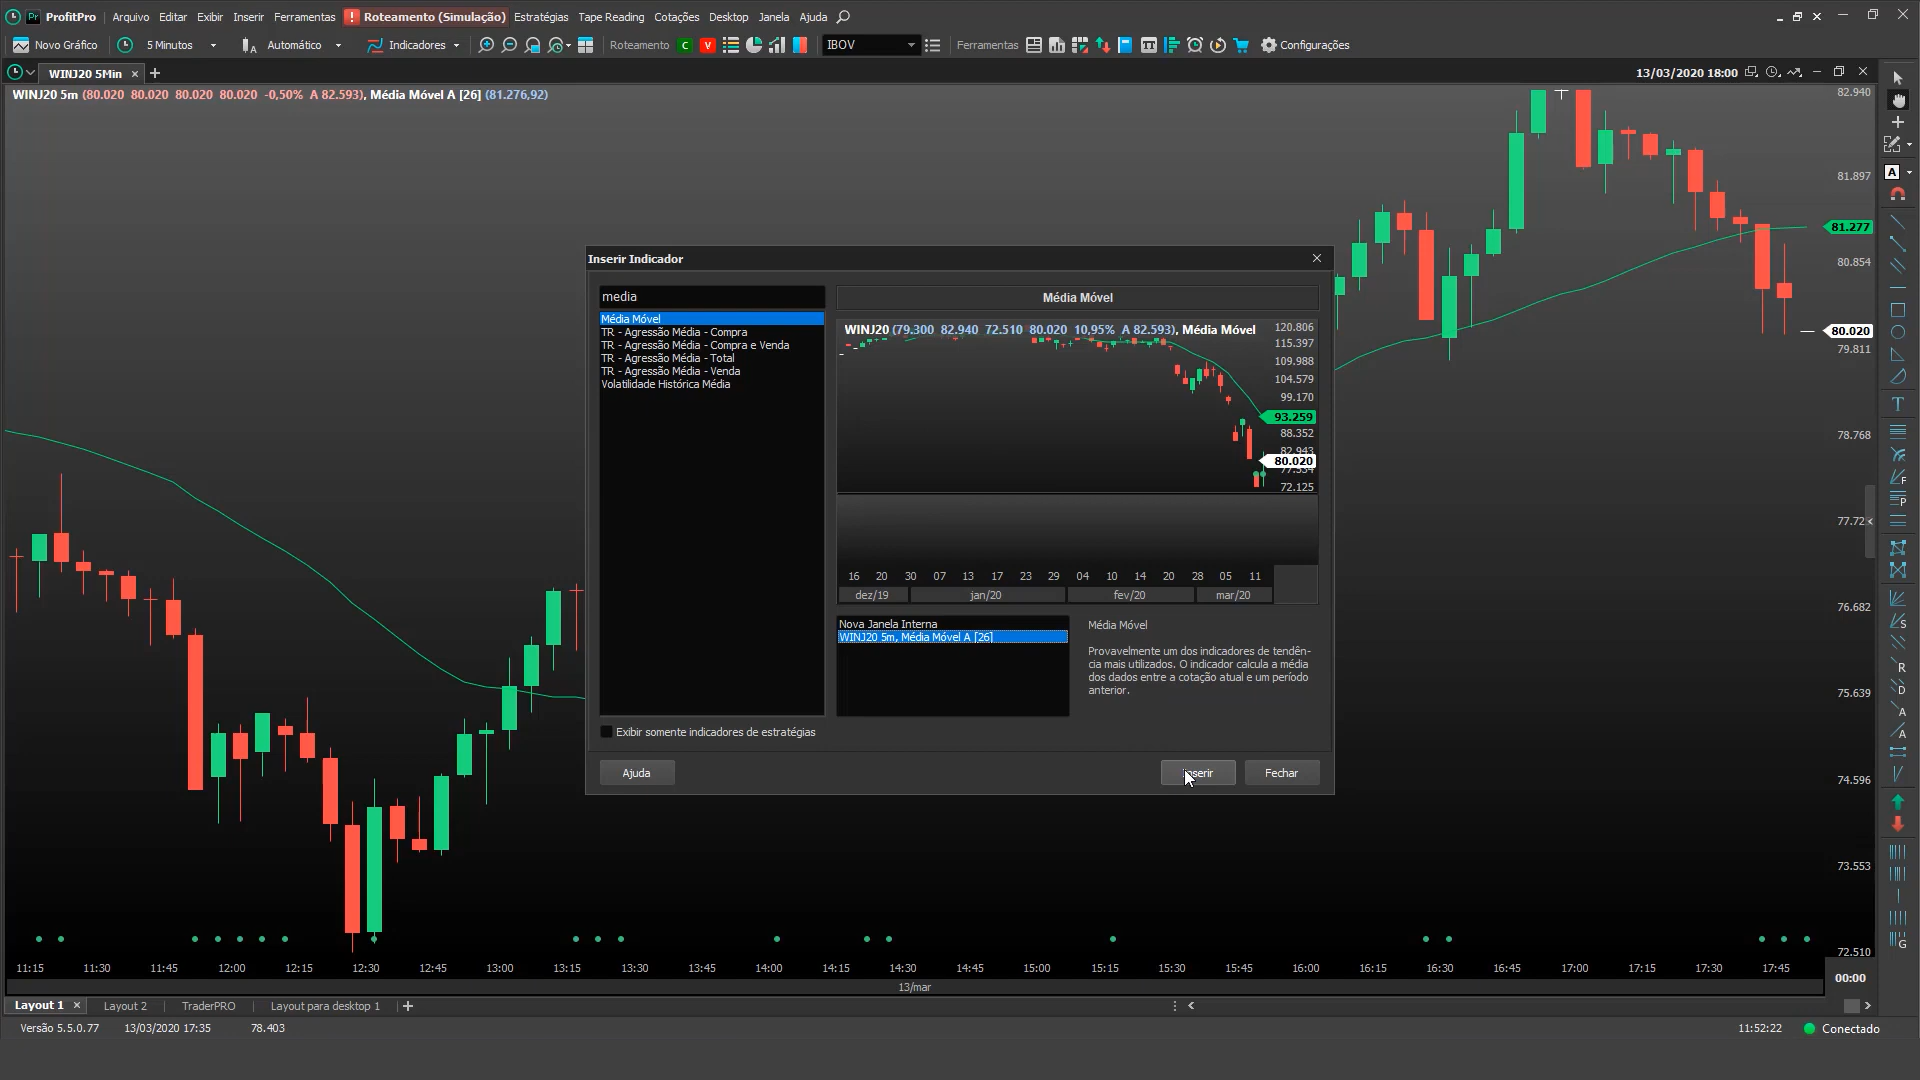 ProfitPro Arquivo Editar Exibir Inserir Ferramentas ! Roteamento (Simulação) Estratégias Tape Reading Cotações Desktop Janela Ajuda
Novo Gráfico 5 Minutos Automático Indicadores Roteamento C V IBOV Ferramentas Configurações
WINJ20 5Min
13/03/2020 18:00
WINJ20 5m (80.020 80.020 80.020 80.020 -0,50% A 82.593), Média Móvel A [26] (81.276,92)
82.940
81.897
81.277
80.854
80.020
79.811
78.768
77.72
76.682
75.639
74.596
73.553
72.510
Inserir Indicador
media
Média Móvel
TR - Agressão Média - Compra
TR - Agressão Média - Compra e Venda
TR - Agressão Média - Total
TR - Agressão Média - Venda
Volatilidade Histórica Média
Exibir somente indicadores de estratégias
Média Móvel
WINJ20 (79.300 82.940 72.510 80.020 10,95% A 82.593), Média Móvel
120.806
115.397
109.988
104.579
99.170
93.259
88.352
82.943
80.020
72.125
16 20 30 07 13 17 23 29 04 10 14 20 28 05 11
dez/19 jan/20 fev/20 mar/20
Nova Janela Interna
WINJ20 5m, Média Móvel A [26]
Média Móvel
Provavelmente um dos indicadores de tendên-
cia mais utilizados. O indicador calcula a média
dos dados entre a cotação atual e um período
anterior.
Ajuda Inserir Fechar
11:15 11:30 11:45 12:00 12:15 12:30 12:45 13:00 13:15 13:30 13:45 14:00 14:15 14:30 14:45 15:00 15:15 15:30 15:45 16:00 16:15 16:30 16:45 17:00 17:15 17:30 17:45
00:00
13/mar
Layout 1 Layout 2 TraderPRO Layout para desktop 1
Versão 5.5.0.77 13/03/2020 17:35 78.403 11:52:22 Conectado